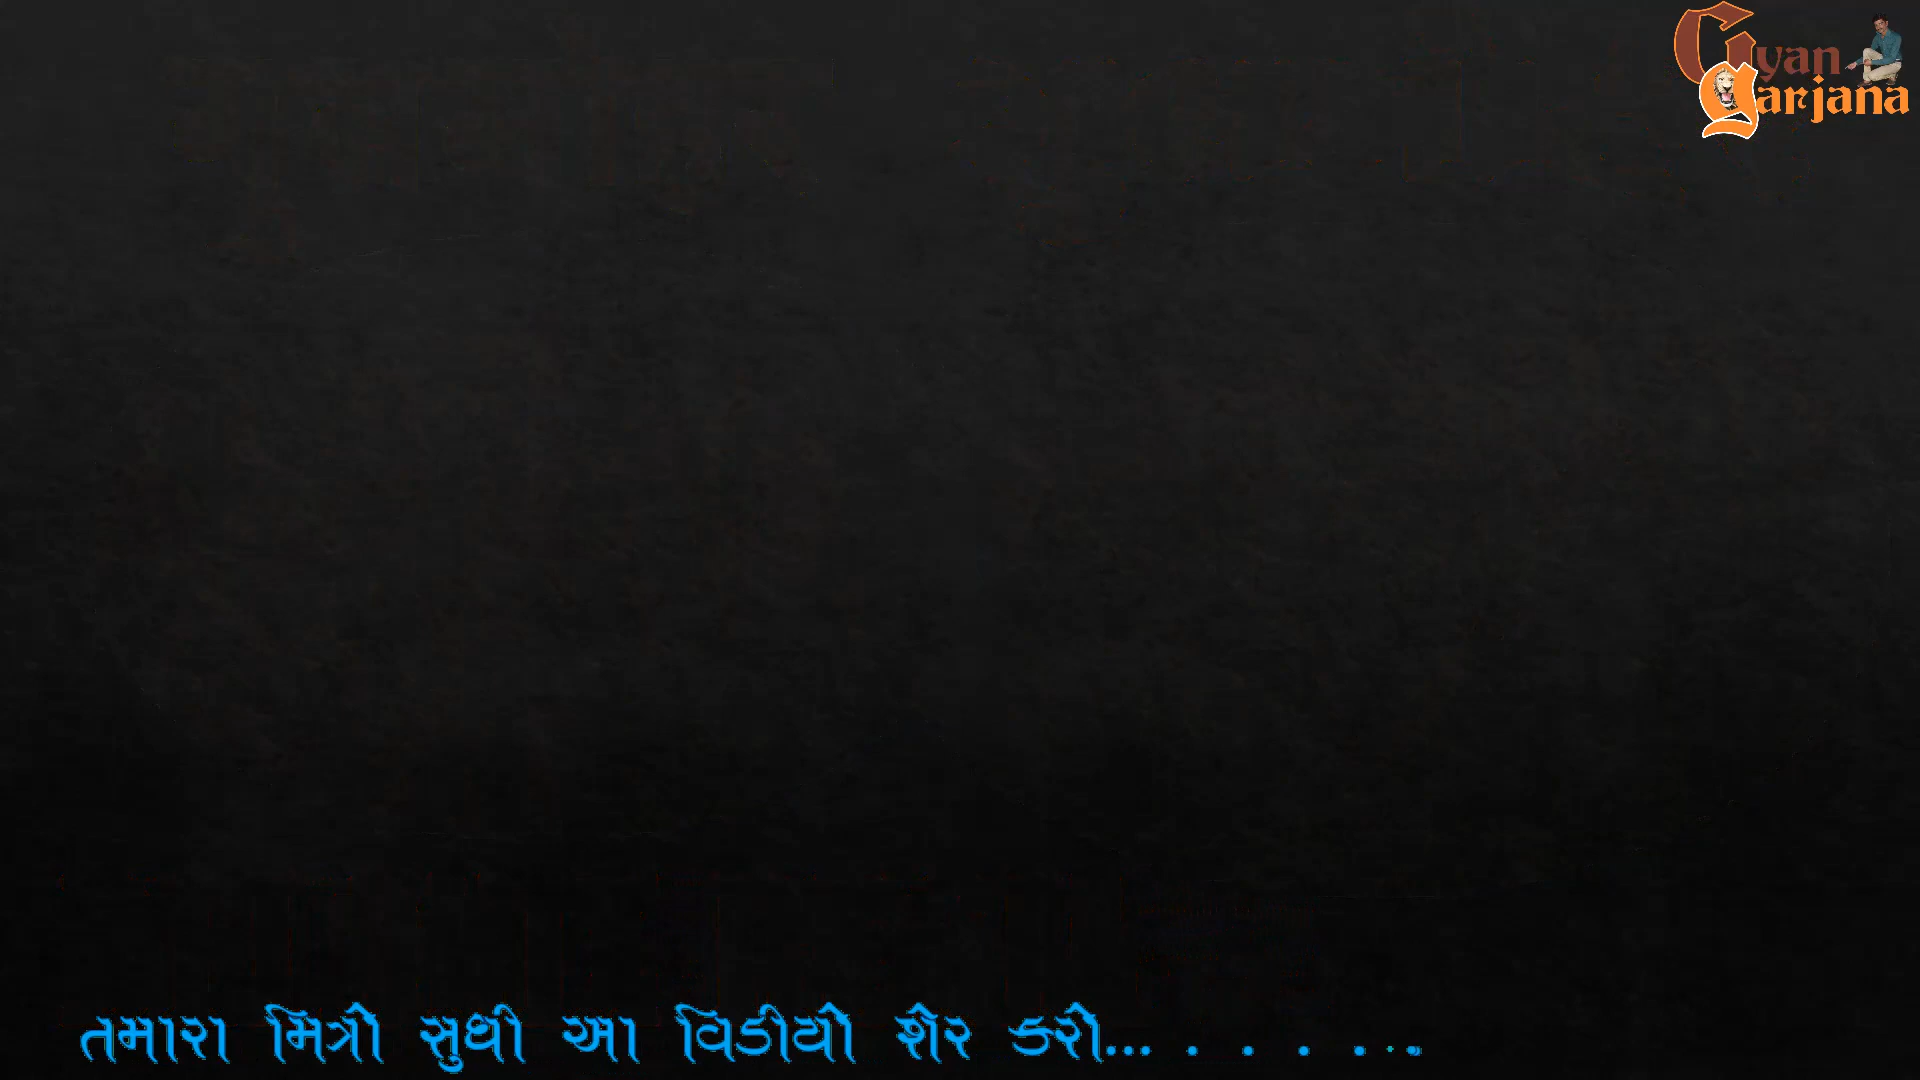 Gyan
Garjana
તમારા મિત્રો સુધી આ વિડીયો શેર કરો... . . . . . .